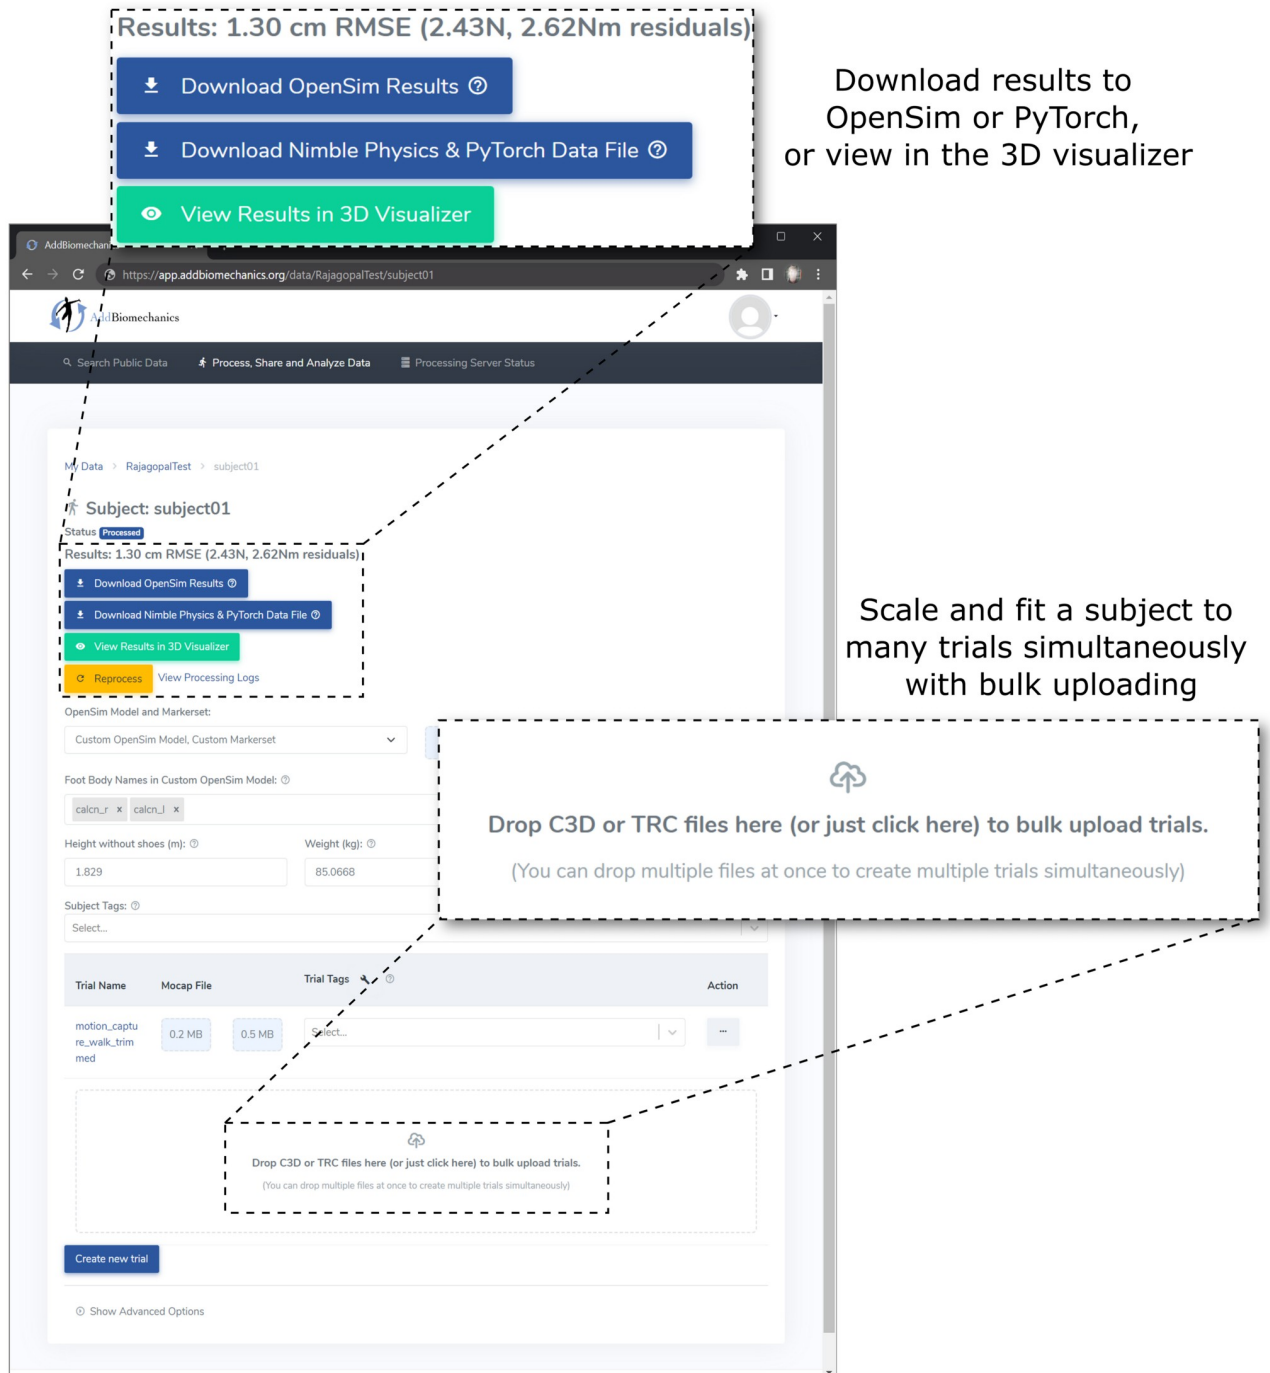 Results: 1.30 cm RMSE (2.43N, 2.62Nm residuals)
Download OpenSim Results
Download Nimble Physics & PyTorch Data File
View Results in 3D Visualizer
Download results to
OpenSim or PyTorch,
or view in the 3D visualizer
AddBiomechani
https://app.addbiomechanics.org/data/RajagopalTest/subject01
AddBiomechanics
Search Public Data
Process, Share and Analyze Data
Processing Server Status
My Data > RajagopalTest > subject01
Subject: subject01
Status Processed
Results: 1.30 cm RMSE (2.43N, 2.62Nm residuals)
Download OpenSim Results
Download Nimble Physics & PyTorch Data File
View Results in 3D Visualizer
Reprocess View Processing Logs
Scale and fit a subject to
many trials simultaneously
with bulk uploading
OpenSim Model and Markerset:
Custom OpenSim Model, Custom Markerset
Foot Body Names in Custom OpenSim Model:
calcn_r x calcn_l x
Height without shoes (m): Weight (kg):
1.829 85.0668
Subject Tags:
Select...
Drop C3D or TRC files here (or just click here) to bulk upload trials.
(You can drop multiple files at once to create multiple trials simultaneously)
Trial Name Mocap File Trial Tags Action
motion_captu
re_walk_trim
med
0.2 MB 0.5 MB Select... ...
Drop C3D or TRC files here (or just click here) to bulk upload trials.
(You can drop multiple files at once to create multiple trials simultaneously)
Create new trial
Show Advanced Options